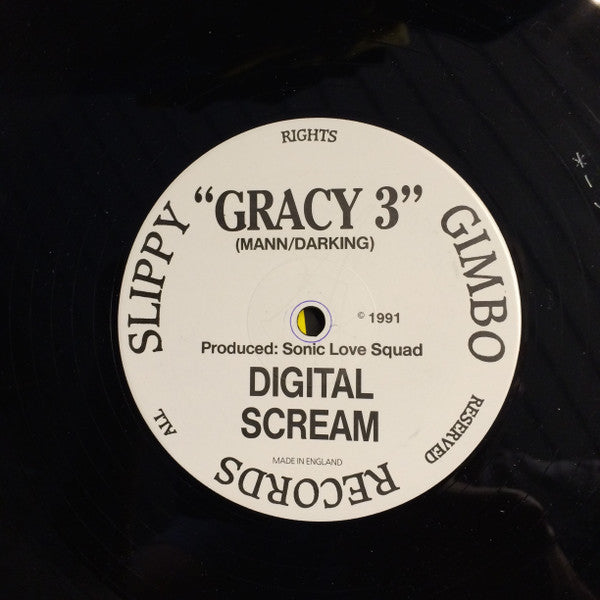 RIGHTS
SLIPPY GIMBO RECORDS
"GRACY 3"
(MANN/DARKING)
© 1991
Produced: Sonic Love Squad
DIGITAL
SCREAM
MADE IN ENGLAND
ALL
RESERVED